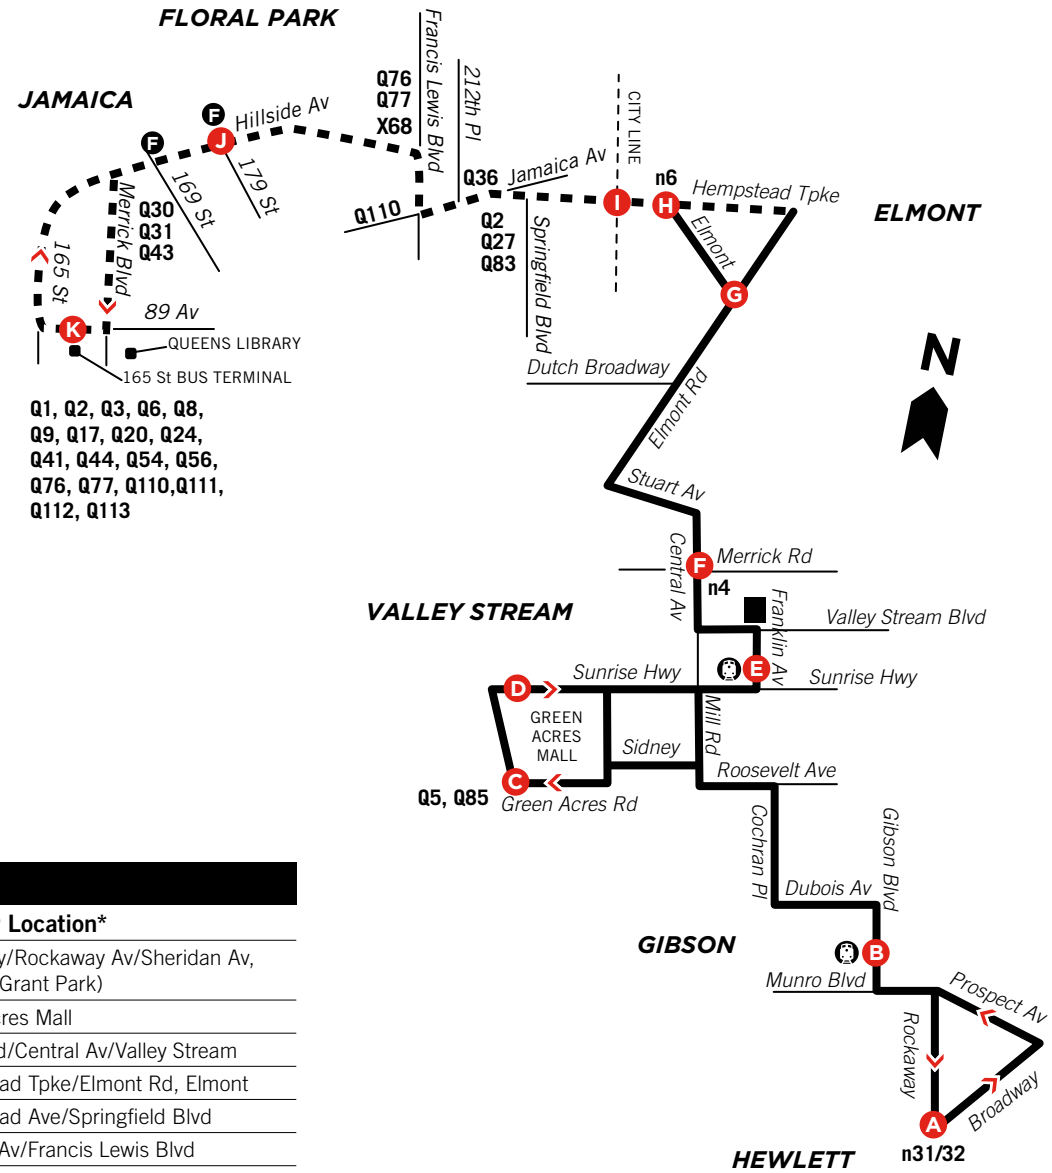 FLORAL PARK
JAMAICA
F
J
Hillside Av
F
169 St
179 St
Q76
Q77
X68
Francis Lewis Blvd
212th Pl
CITY LINE
Q36
Jamaica Av
I
n6
H
Hempstead Tpke
ELMONT
Merrick Blvd
Q30
Q31
Q43
Q110
Q2
Q27
Q83
Springfield Blvd
Elmont
G
165 St
K
89 Av
QUEENS LIBRARY
165 St BUS TERMINAL
Dutch Broadway
N
Elmont Rd
Q1, Q2, Q3, Q6, Q8,
Q9, Q17, Q20, Q24,
Q41, Q44, Q54, Q56,
Q76, Q77, Q110,Q111,
Q112, Q113
Stuart Av
Central Av
F
Merrick Rd
n4
VALLEY STREAM
Franklin Av
Valley Stream Blvd
E
Sunrise Hwy
Sunrise Hwy
D
GREEN
ACRES
MALL
Mill Rd
Sidney
Roosevelt Ave
C
Q5, Q85
Green Acres Rd
Cochran Pl
Gibson Blvd
Dubois Av
GIBSON
B
Munro Blvd
Prospect Av
Rockaway
Broadway
A
n31/32
HEWLETT
Location*
y/Rockaway Av/Sheridan Av,
Grant Park)
cres Mall
d/Central Av/Valley Stream
ad Tpke/Elmont Rd, Elmont
ad Ave/Springfield Blvd
Av/Francis Lewis Blvd